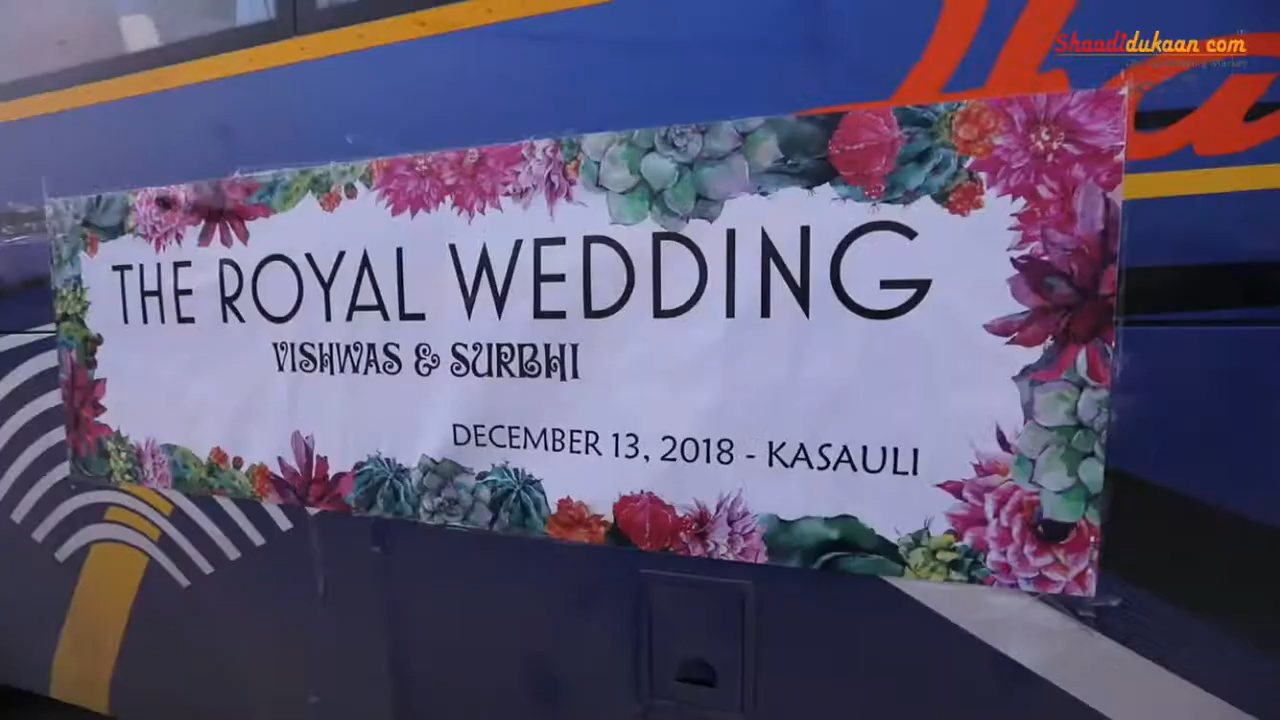 Shaadidukaan com
THE ROYAL WEDDING
VISHWAS & SURBHI
DECEMBER 13, 2018 - KASAULI